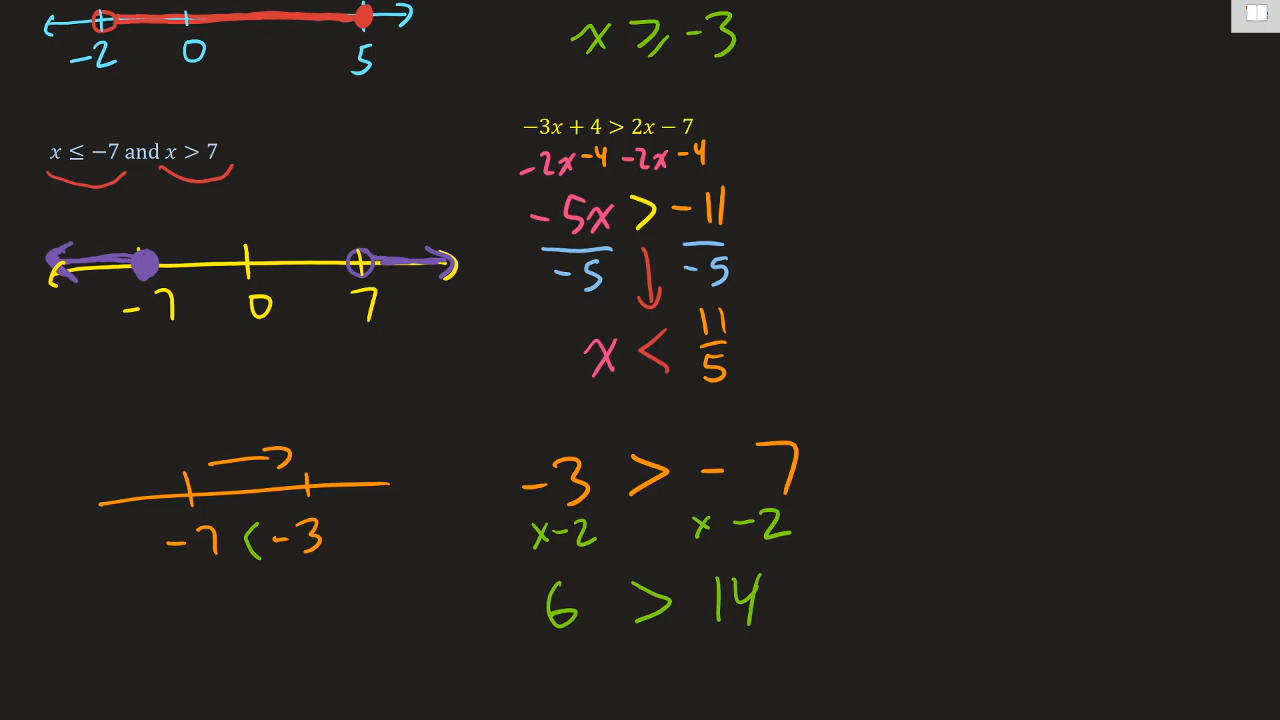 -2 0 5
x ≤ −7 and x > 7
-7 0 7
-7 < -3
x ≥ -3
−3x + 4 > 2x − 7
-2x -4 -2x -4
-5x > -11
-5 -5
x < 11/5
-3 > -7
x -2 x -2
6 > 14